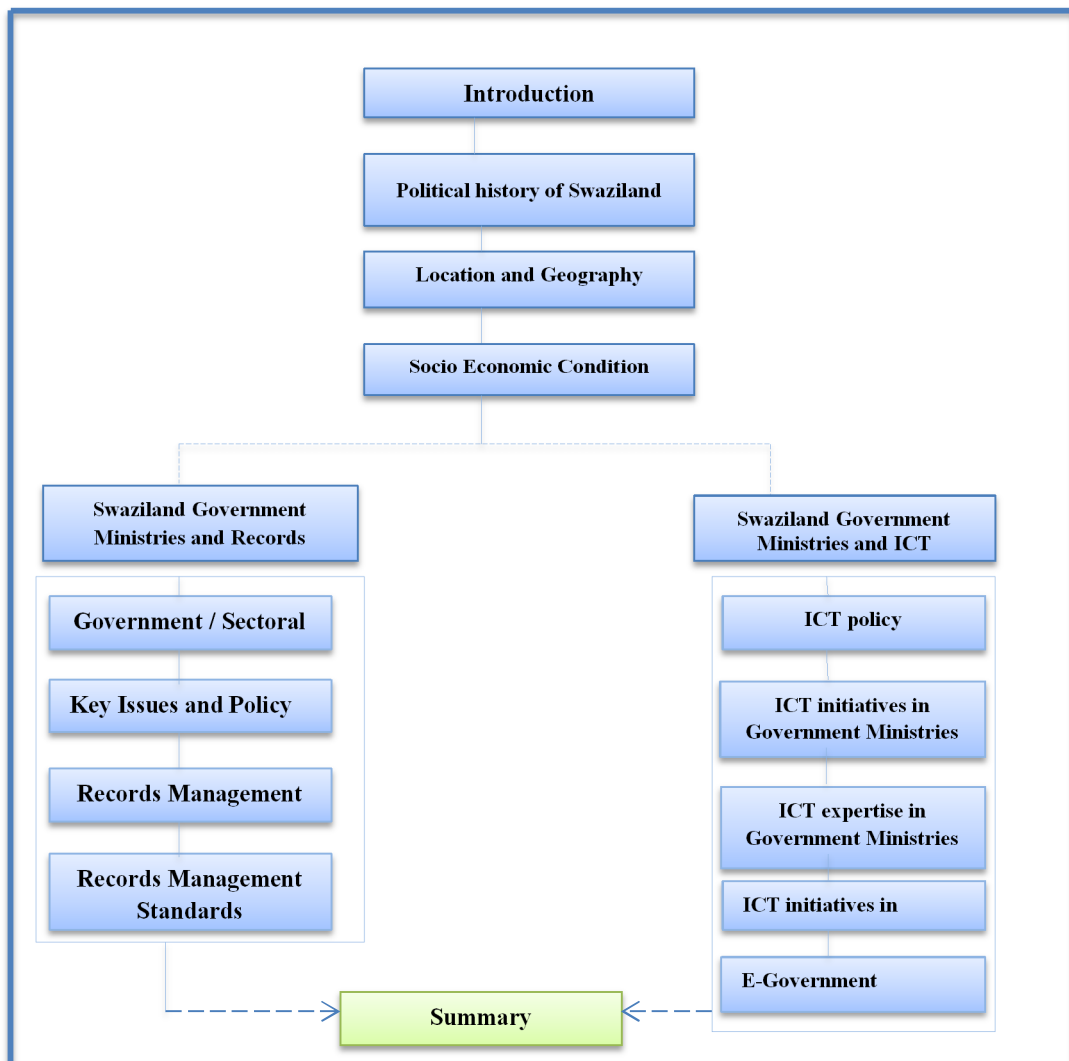 Introduction
Political history of Swaziland
Location and Geography
Socio Economic Condition
Swaziland Government
Ministries and Records
Government / Sectoral
Key Issues and Policy
Records Management
Records Management
Standards
Swaziland Government
Ministries and ICT
ICT policy
ICT initiatives in
Government Ministries
ICT expertise in
Government Ministries
ICT initiatives in
E-Government
Summary